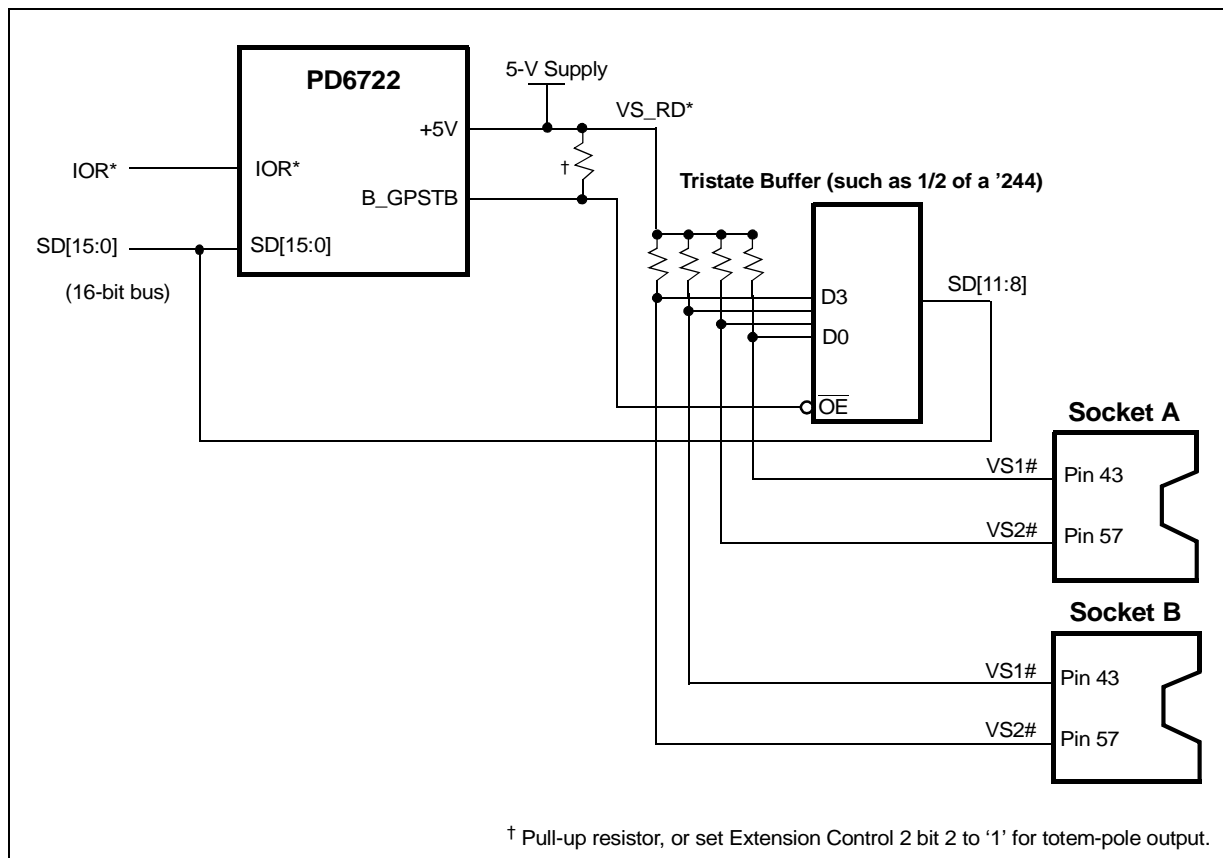 PD6722
5-V Supply
+5V
VS_RD*
†
IOR*
IOR*
B_GPSTB
Tristate Buffer (such as 1/2 of a ’244)
SD[15:0]
SD[15:0]
(16-bit bus)
D3
D0
OE
SD[11:8]
Socket A
VS1#
Pin 43
VS2#
Pin 57
Socket B
VS1#
Pin 43
VS2#
Pin 57
† Pull-up resistor, or set Extension Control 2 bit 2 to ‘1’ for totem-pole output.